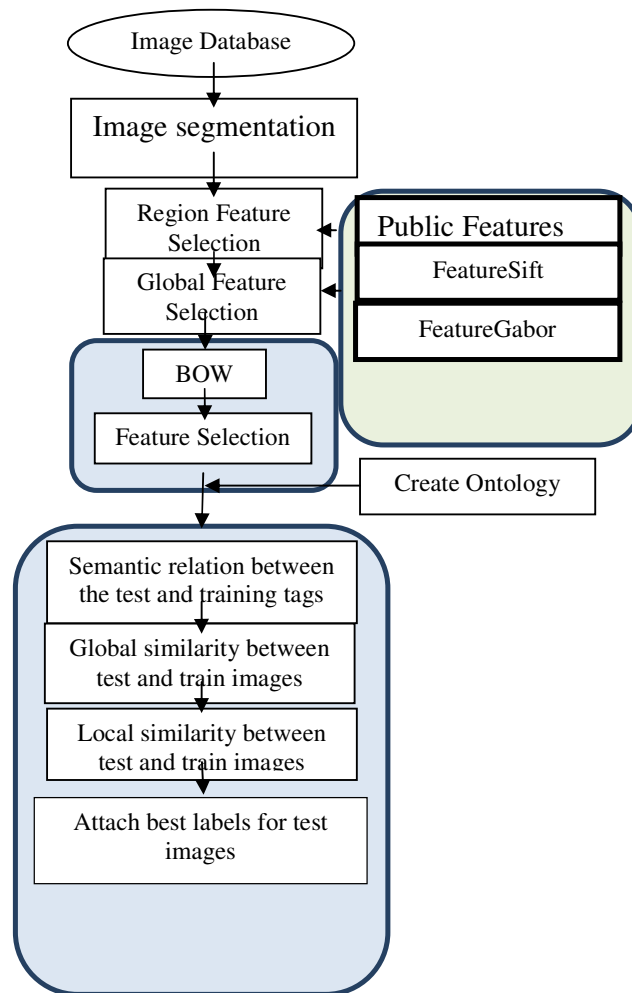 Image Database
Image segmentation
Region Feature
Selection
Public Features
Global Feature
Selection
FeatureSift
FeatureGabor
BOW
Feature Selection
Create Ontology
Semantic relation between
the test and training tags
Global similarity between
test and train images
Local similarity between
test and train images
Attach best labels for test
images